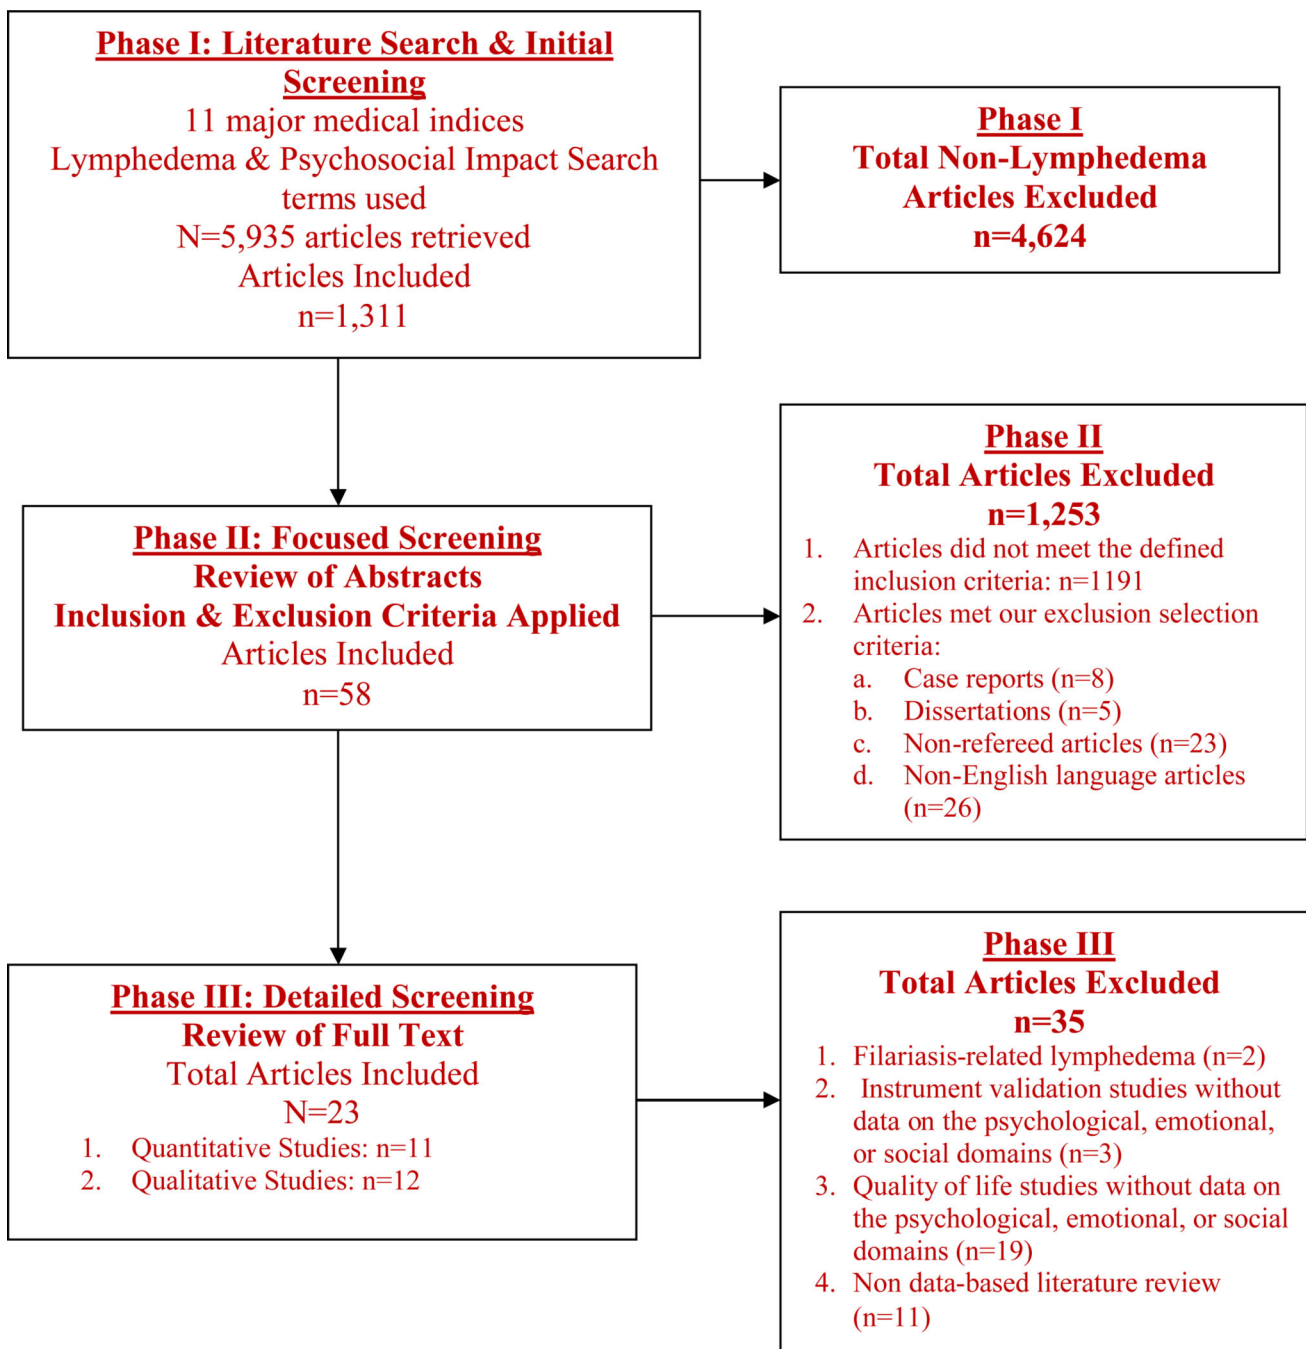 Phase I: Literature Search & Initial
Screening
11 major medical indices
Lymphedema & Psychosocial Impact Search
terms used
N=5,935 articles retrieved
Articles Included
n=1,311
Phase I
Total Non-Lymphedema
Articles Excluded
n=4,624
Phase II: Focused Screening
Review of Abstracts
Inclusion & Exclusion Criteria Applied
Articles Included
n=58
Phase II
Total Articles Excluded
n=1,253
1. Articles did not meet the defined
inclusion criteria: n=1191
2. Articles met our exclusion selection
criteria:
a. Case reports (n=8)
b. Dissertations (n=5)
c. Non-refereed articles (n=23)
d. Non-English language articles
(n=26)
Phase III: Detailed Screening
Review of Full Text
Total Articles Included
N=23
1. Quantitative Studies: n=11
2. Qualitative Studies: n=12
Phase III
Total Articles Excluded
n=35
1. Filariasis-related lymphedema (n=2)
2. Instrument validation studies without
data on the psychological, emotional,
or social domains (n=3)
3. Quality of life studies without data on
the psychological, emotional, or social
domains (n=19)
4. Non data-based literature review
(n=11)